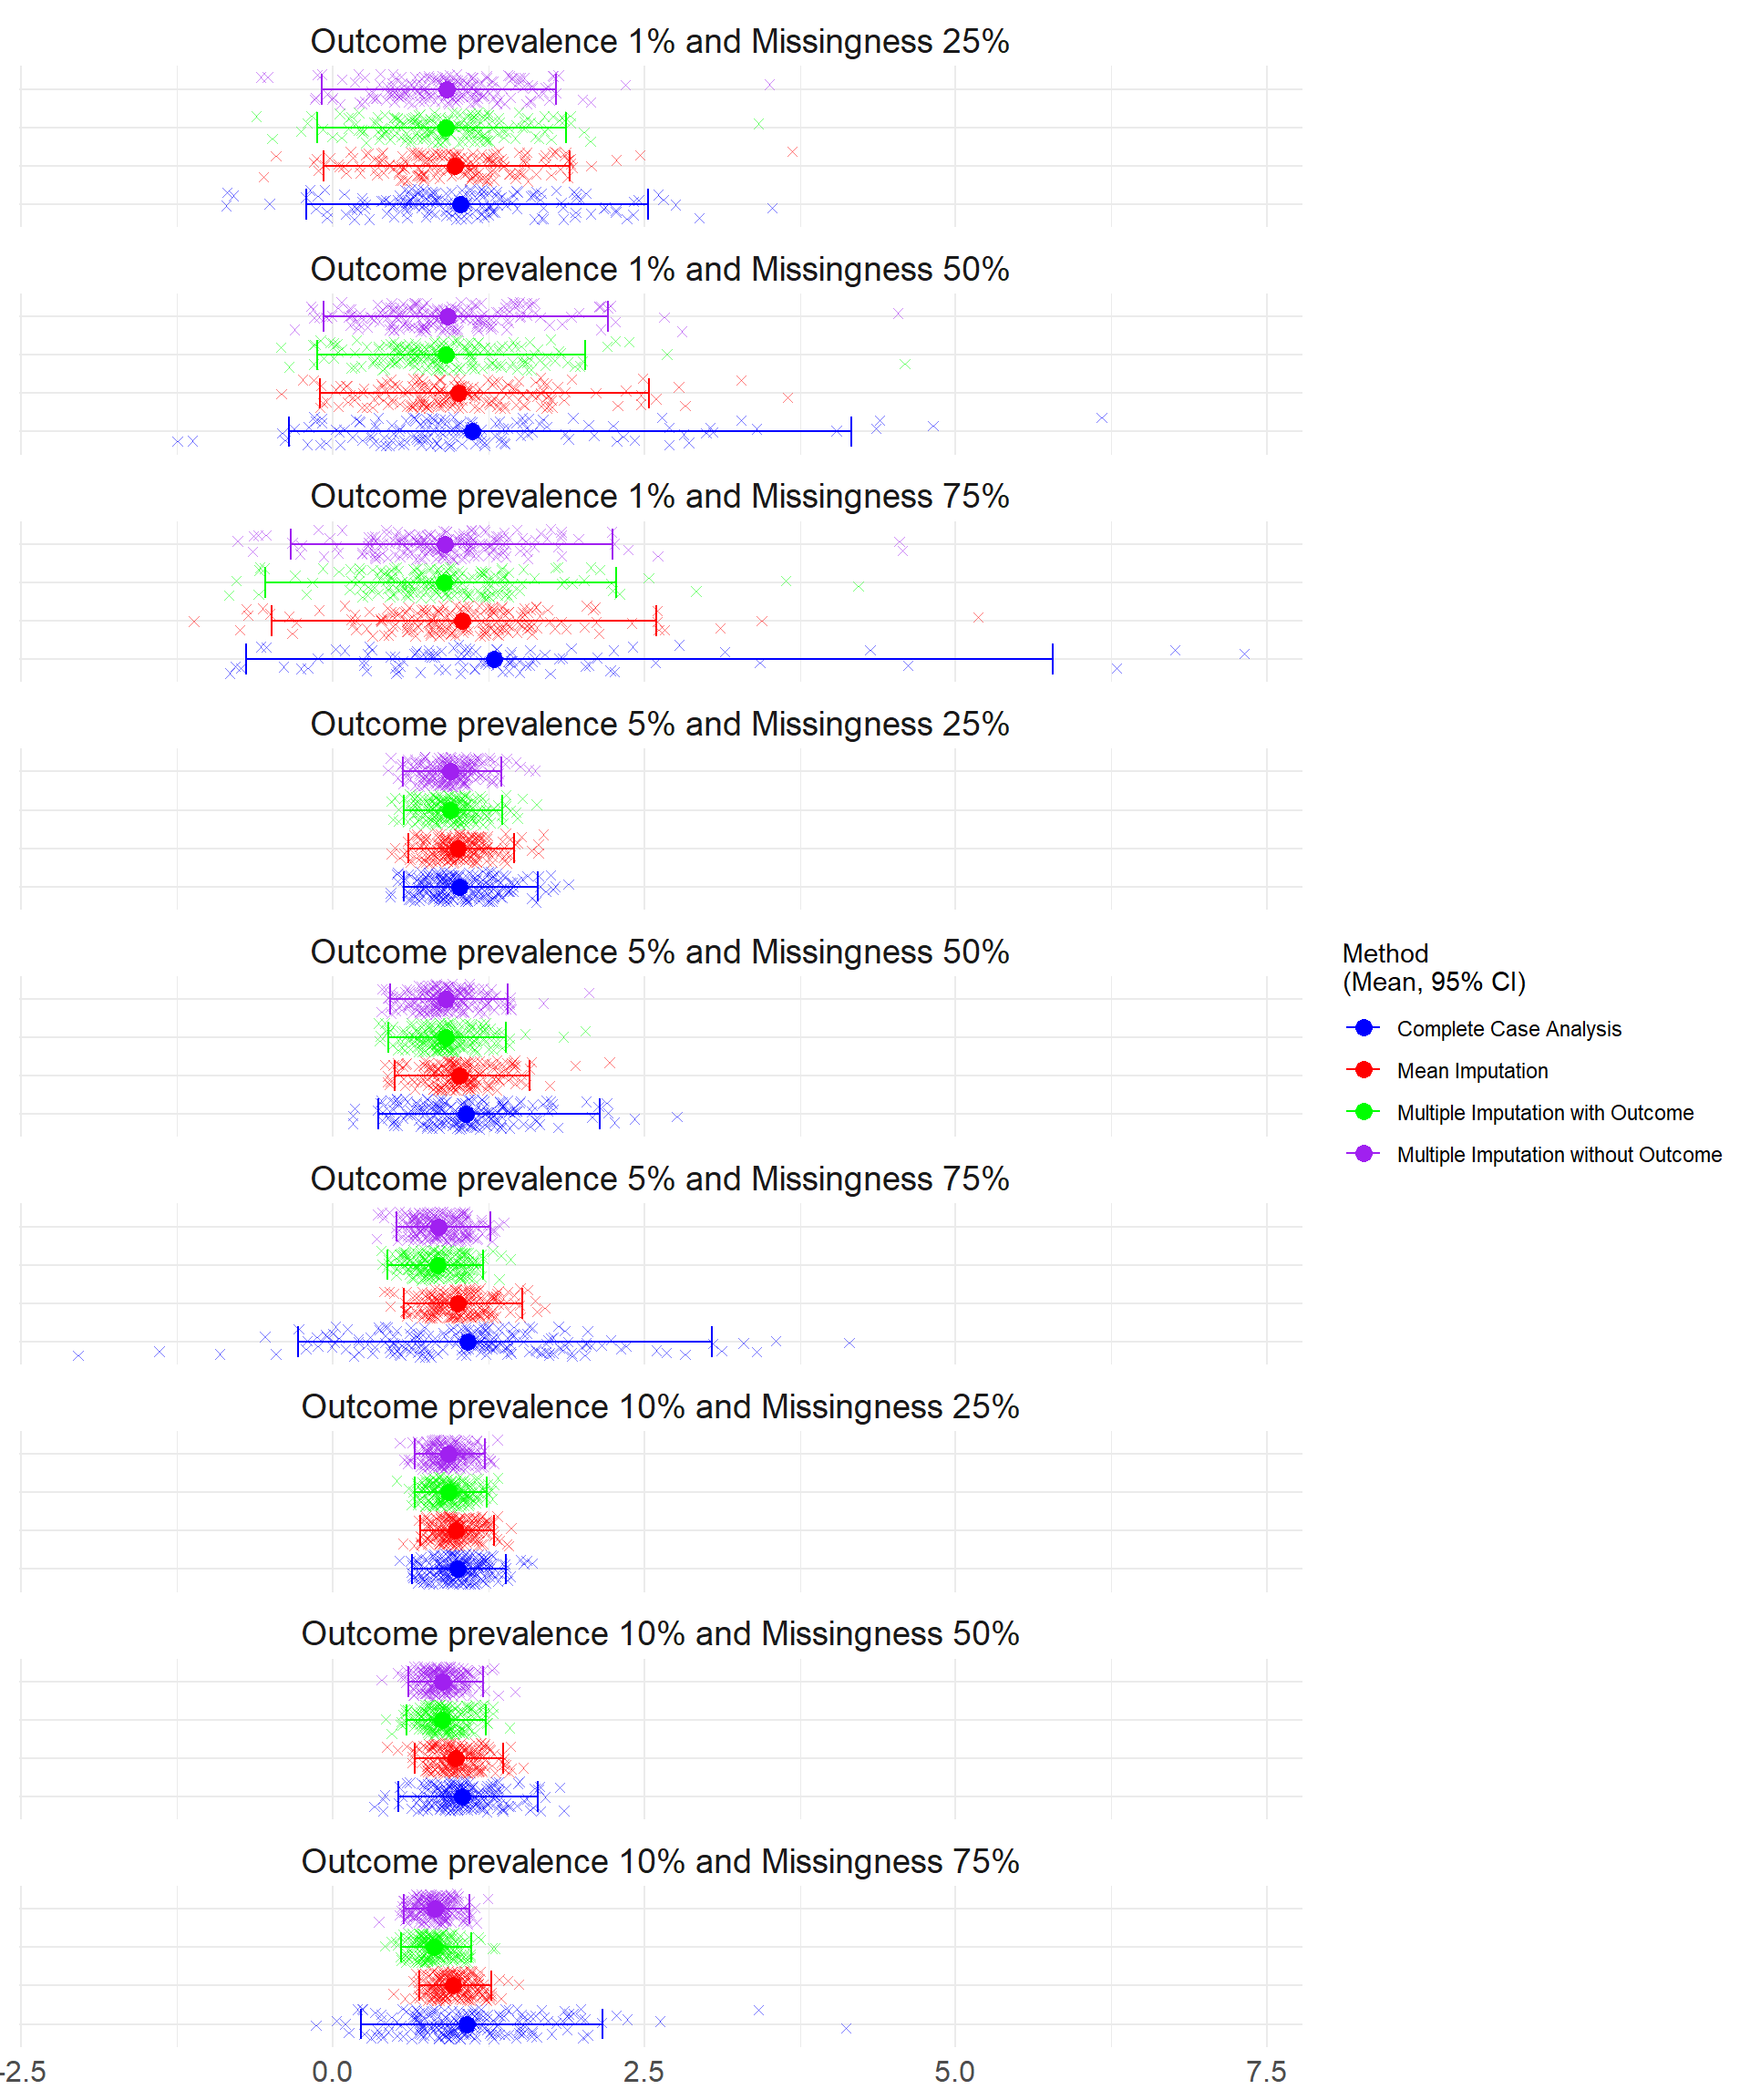 Outcome prevalence 1% and Missingness 25%
Outcome prevalence 1% and Missingness 50%
Outcome prevalence 1% and Missingness 75%
Outcome prevalence 5% and Missingness 25%
Outcome prevalence 5% and Missingness 50%
Method
(Mean, 95% CI)
Complete Case Analysis
Mean Imputation
Multiple Imputation with Outcome
Multiple Imputation without Outcome
Outcome prevalence 5% and Missingness 75%
Outcome prevalence 10% and Missingness 25%
Outcome prevalence 10% and Missingness 50%
Outcome prevalence 10% and Missingness 75%
-2.5 0.0 2.5 5.0 7.5